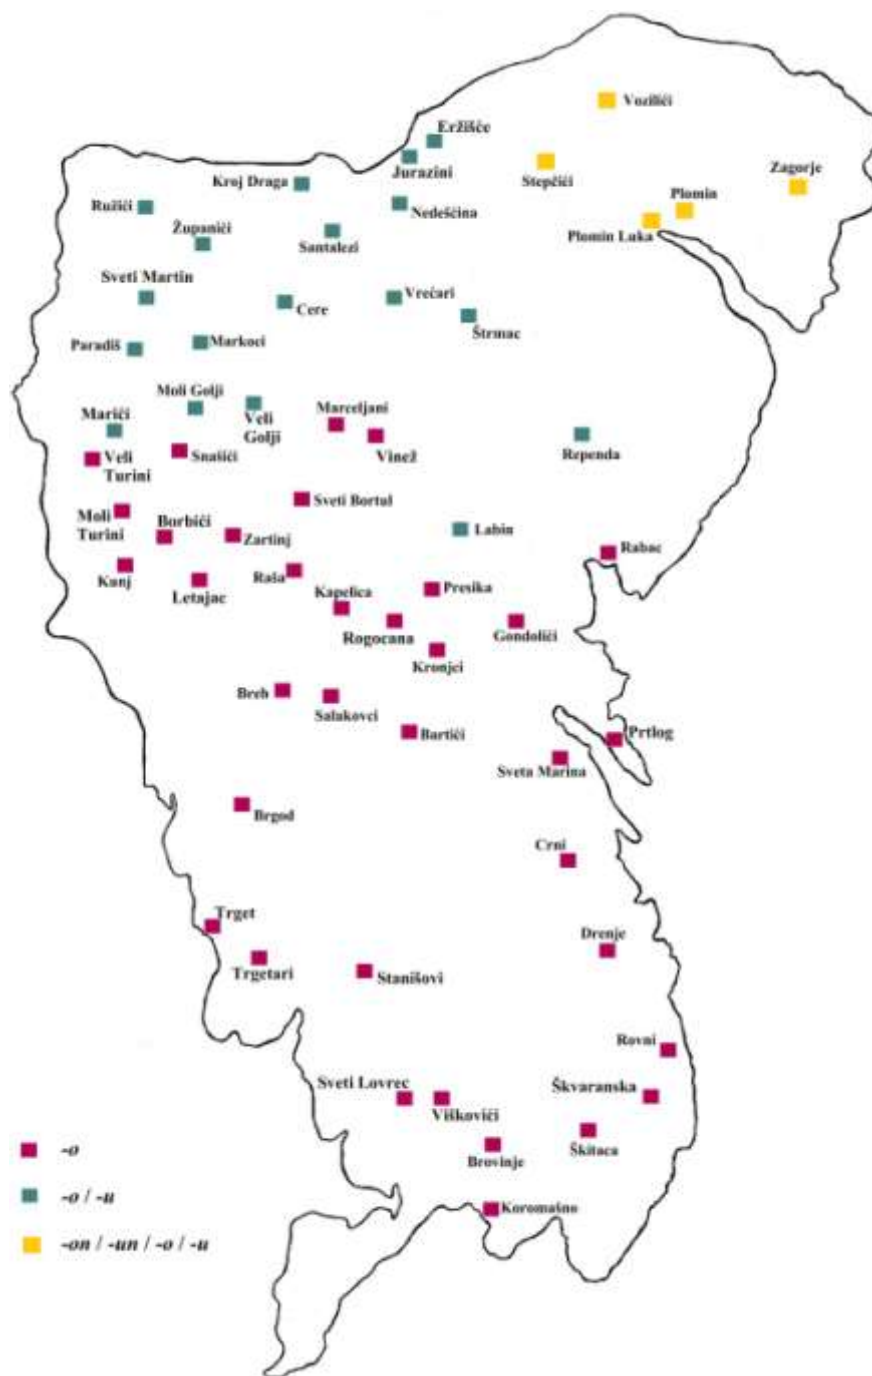 Vozilići
Eržišče
Jurazini
Stepčići
Zagorje
Kroj Draga
Plomin
Ružići
Nedešćina
Plomin Luka
Županići
Santalezi
Sveti Martin
Cere
Vrećari
Štrmac
Paradiš
Markoci
Moli Golji
Veli
Golji
Marceljani
Marići
Vinež
Rependa
Veli
Turini
Snašići
Sveti Bortul
Moli
Turini
Borbići
Zartinj
Labin
Rabac
Kunj
Letajac
Raša
Kapelica
Presika
Rogocana
Gondolići
Kronjci
Breh
Salakovci
Bartići
Prtlog
Sveta Marina
Brgod
Crni
Trget
Drenje
Trgetari
Stanišovi
Rovni
Sveti Lovrec
Škvaranska
Viškovići
Brovinje
Škitaca
Koromašno
-o
-o / -u
-on / -un / -o / -u